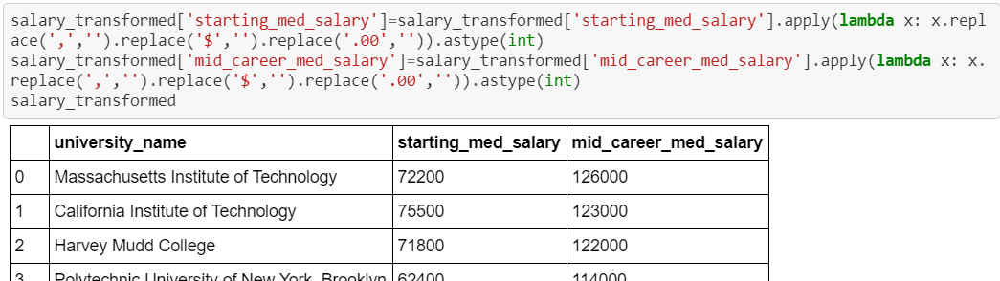 salary_transformed['starting_med_salary']=salary_transformed['starting_med_salary'].apply(lambda x: x.repl
ace(',','').replace('$','').replace('.00','')).astype(int)
salary_transformed['mid_career_med_salary']=salary_transformed['mid_career_med_salary'].apply(lambda x: x.
replace(',','').replace('$','').replace('.00','')).astype(int)
salary_transformed
university_name starting_med_salary mid_career_med_salary
0 Massachusetts Institute of Technology 72200 126000
1 California Institute of Technology 75500 123000
2 Harvey Mudd College 71800 122000
3 Polytechnic University of New York, Brooklyn 62400 114000